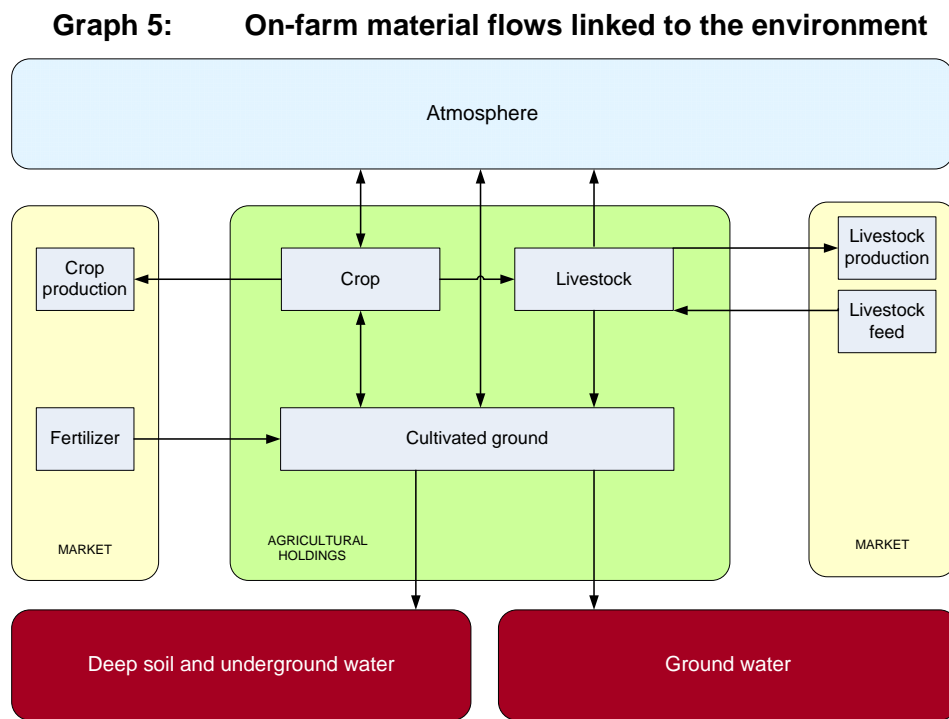 Graph 5: On-farm material flows linked to the environment
Atmosphere
Crop
production
Crop
Livestock
Livestock
production
Livestock
feed
Fertilizer
Cultivated ground
MARKET
AGRICULTURAL
HOLDINGS
MARKET
Deep soil and underground water
Ground water